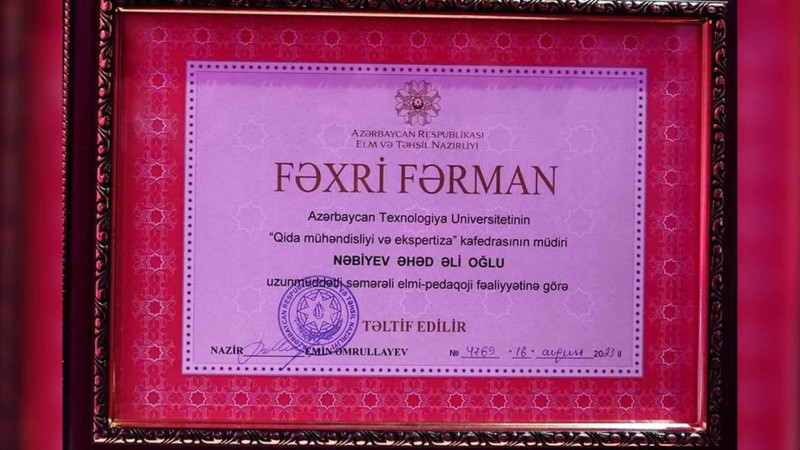 AZƏRBAYCAN RESPUBLİKASI
ELM VƏ TƏHSİL NAZİRLİYİ
FƏXRİ FƏRMAN
Azərbaycan Texnologiya Universitetinin
“Qida mühəndisliyi və ekspertiza” kafedrasının müdiri
NƏBİYEV ƏHƏD ƏLİ OĞLU
uzunmüddətli səmərəli elmi-pedaqoji fəaliyyətinə görə
TƏLTİF EDİLİR
NAZİR EMİN ƏMRULLAYEV № 4769 "16" avqust 2023 il